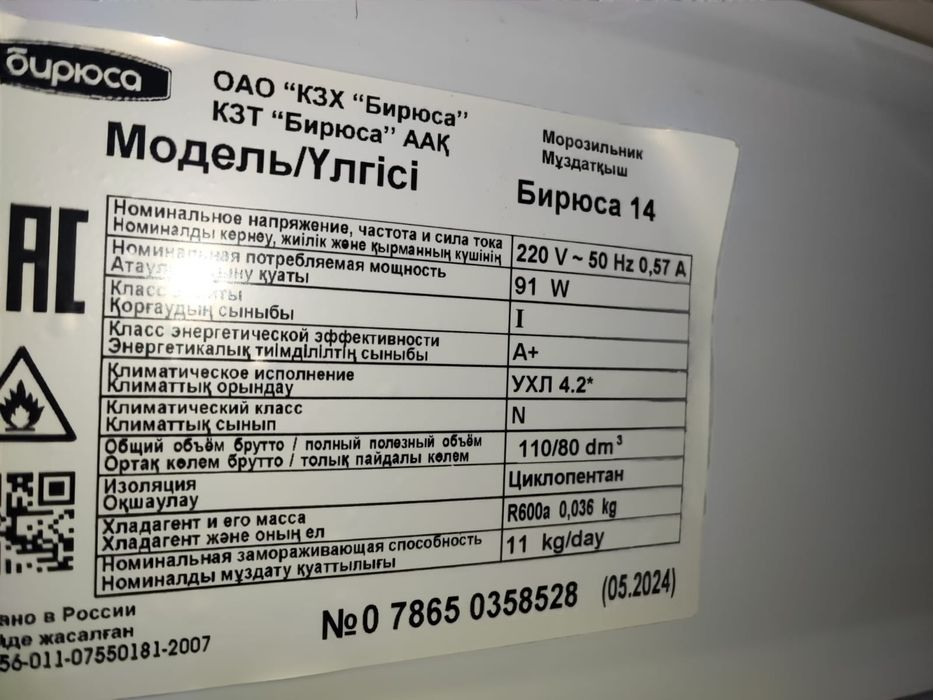 бирюса
ОАО “КЗХ “Бирюса”
КЗТ “Бирюса” ААҚ
Модель/Үлгісі
Морозильник
Мұздатқыш
Бирюса 14
ЕАС
Номинальное напряжение, частота и сила тока
Номиналды кернеу, жиілік және қырманның күшінің
220 V ~ 50 Hz 0,57 A
потребляемая мощность
қуаты
91 W
Қорғаудың сыныбы
I
Класс энергетической эффективности
Энергетикалық тиімділілтің сыныбы
A+
Климатическое исполнение
Климаттық орындау
УХЛ 4.2*
Климатический класс
Климаттық сынып
N
Общий объём брутто / полный полезный объём
Ортақ көлем брутто / толық пайдалы көлем
110/80 dm³
Изоляция
Оқшаулау
Циклопентан
Хладагент и его масса
Хладагент және оның ел
R600a 0,036 kg
Номинальная замораживающая способность
Номиналды мұздату қуаттылығы
11 kg/day
№0 7865 0358528 (05.2024)
в России
жасалған
56-011-07550181-2007